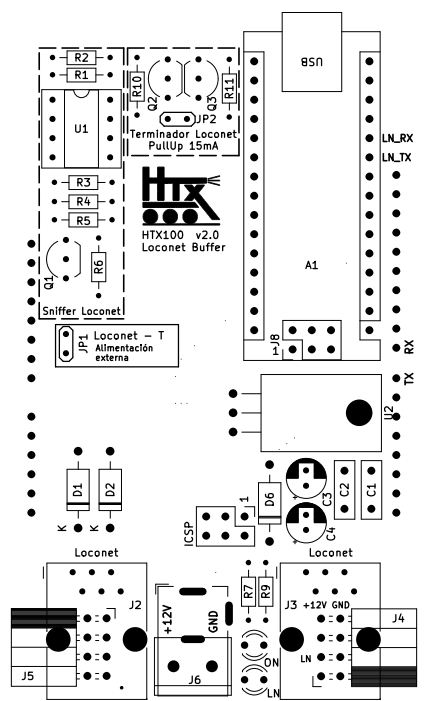 USB
R2
R1
U1
R3
R4
R5
R6
Q1
Sniffer Loconet
R10
Q2
Q3
R11
JP2
Terminador Loconet
PullUp 15mA
HTX
HTX100 v2.0
Loconet Buffer
LN_RX
LN_TX
A1
J8
1
RX
TX
JP1
Loconet - T
Alimentación
externa
U2
D1
D2
K
K
ICSP
1
D6
C3
C4
+
+
C2
C1
Loconet
J2
J5
+12V
GND
J6
R7
R9
ON
LN
Loconet
J3
+12V GND
LN
J4